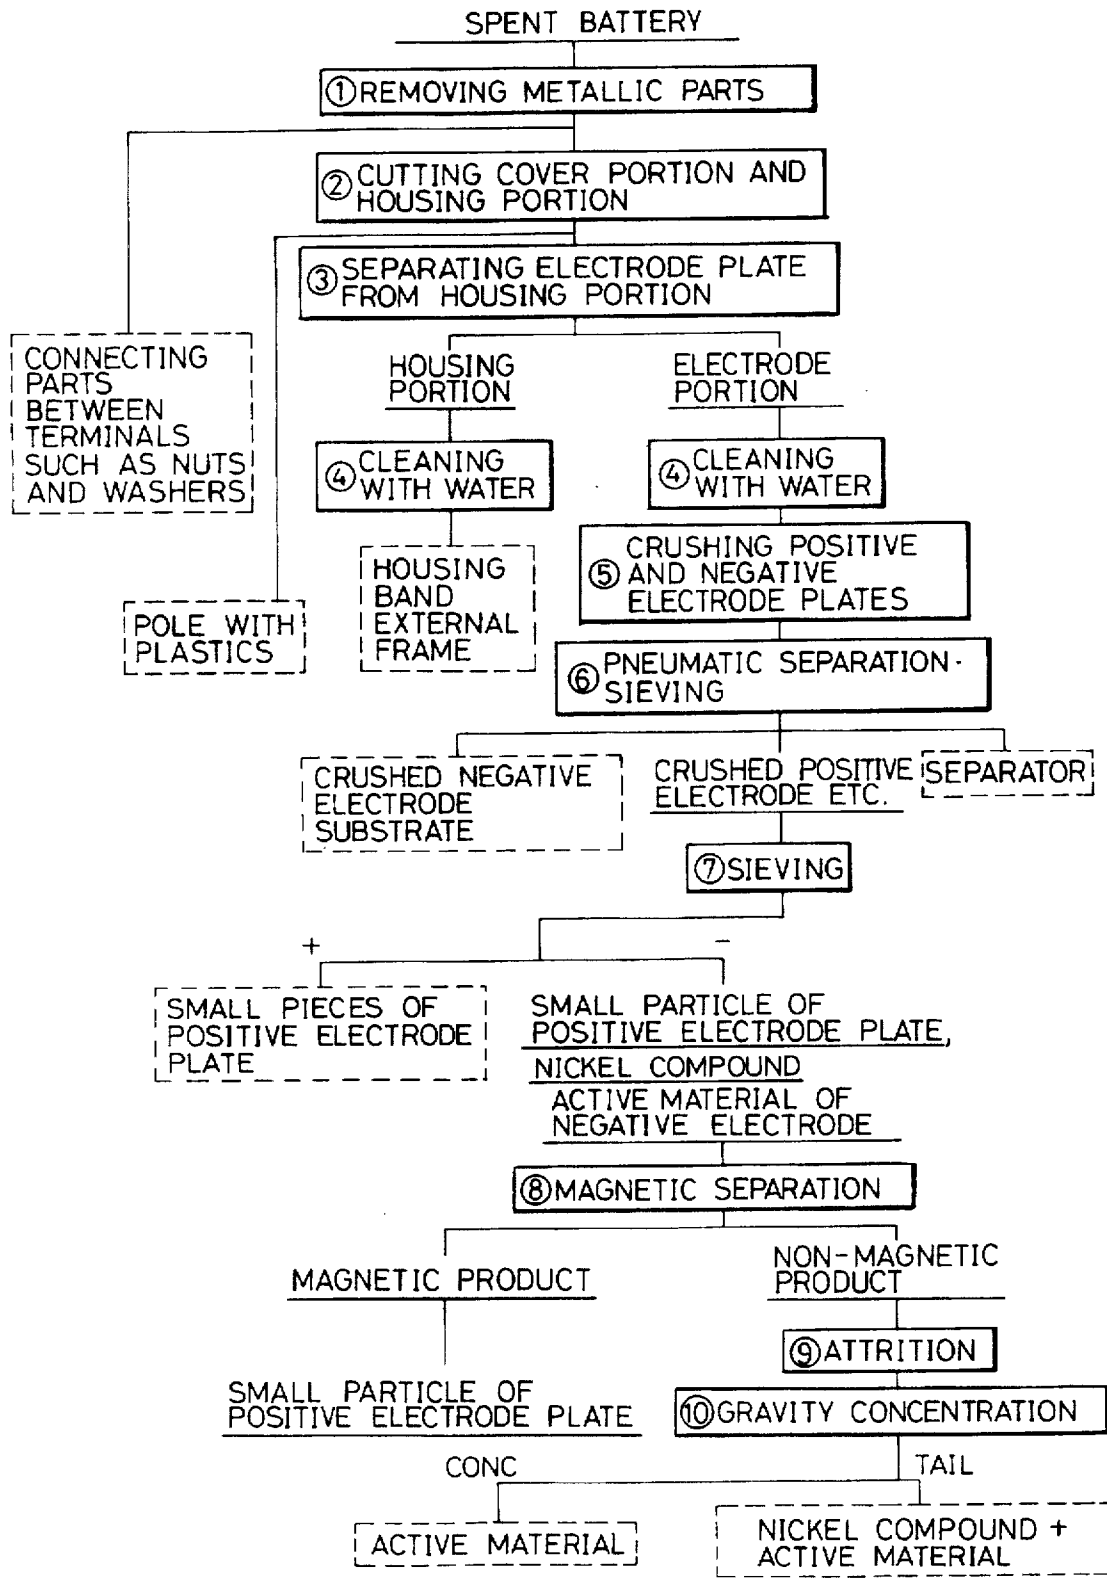 SPENT BATTERY
①REMOVING METALLIC PARTS
②CUTTING COVER PORTION AND
HOUSING PORTION
③SEPARATING ELECTRODE PLATE
FROM HOUSING PORTION
CONNECTING
PARTS
BETWEEN
TERMINALS
SUCH AS NUTS
AND WASHERS
HOUSING
PORTION
ELECTRODE
PORTION
④CLEANING
WITH WATER
④CLEANING
WITH WATER
⑤CRUSHING POSITIVE
AND NEGATIVE
ELECTRODE PLATES
HOUSING
BAND
EXTERNAL
FRAME
POLE WITH
PLASTICS
⑥PNEUMATIC SEPARATION·
SIEVING
CRUSHED NEGATIVE
ELECTRODE
SUBSTRATE
CRUSHED POSITIVE
ELECTRODE ETC.
SEPARATOR
⑦SIEVING
+
-
SMALL PIECES OF
POSITIVE ELECTRODE
PLATE
SMALL PARTICLE OF
POSITIVE ELECTRODE PLATE,
NICKEL COMPOUND
ACTIVE MATERIAL OF
NEGATIVE ELECTRODE
⑧MAGNETIC SEPARATION
MAGNETIC PRODUCT
NON-MAGNETIC
PRODUCT
⑨ATTRITION
SMALL PARTICLE OF
POSITIVE ELECTRODE PLATE
⑩GRAVITY CONCENTRATION
CONC
TAIL
ACTIVE MATERIAL
NICKEL COMPOUND +
ACTIVE MATERIAL